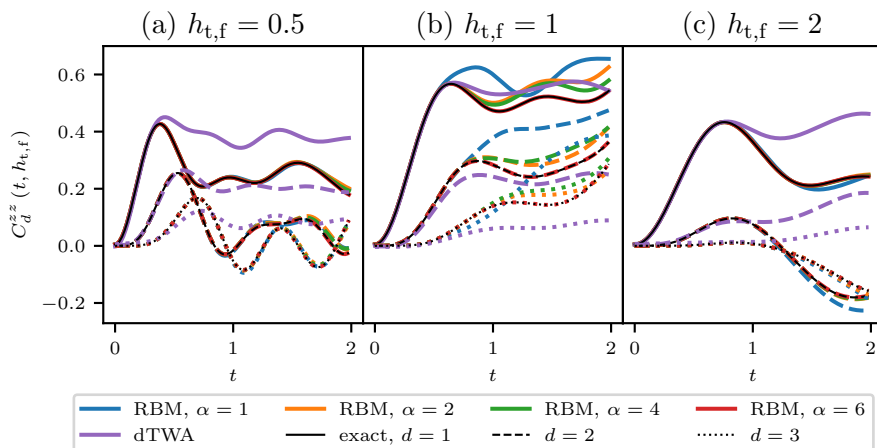 (a) h_{t,f} = 0.5
(b) h_{t,f} = 1
(c) h_{t,f} = 2
C_d^{zz} (t, h_{t,f})
0.6
0.4
0.2
0.0
−0.2
0 1 2
0 1 2
0 1 2
t
t
t
RBM, α = 1
RBM, α = 2
RBM, α = 4
RBM, α = 6
dTWA
exact, d = 1
d = 2
d = 3